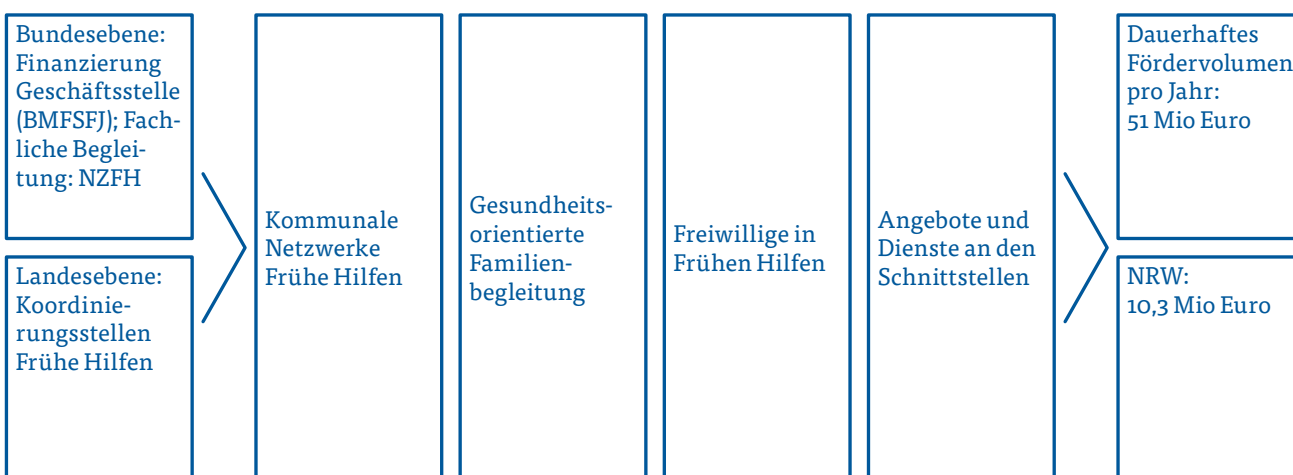 Bundesebene:
Finanzierung
Geschäftsstelle
(BMFSFJ); Fach-
liche Beglei-
tung: NZFH
Landesebene:
Koordinie-
rungsstellen
Frühe Hilfen
Kommunale
Netzwerke
Frühe Hilfen
Gesundheits-
orientierte
Familien-
begleitung
Freiwillige in
Frühen Hilfen
Angebote und
Dienste an den
Schnittstellen
Dauerhaftes
Fördervolumen
pro Jahr:
51 Mio Euro
NRW:
10,3 Mio Euro